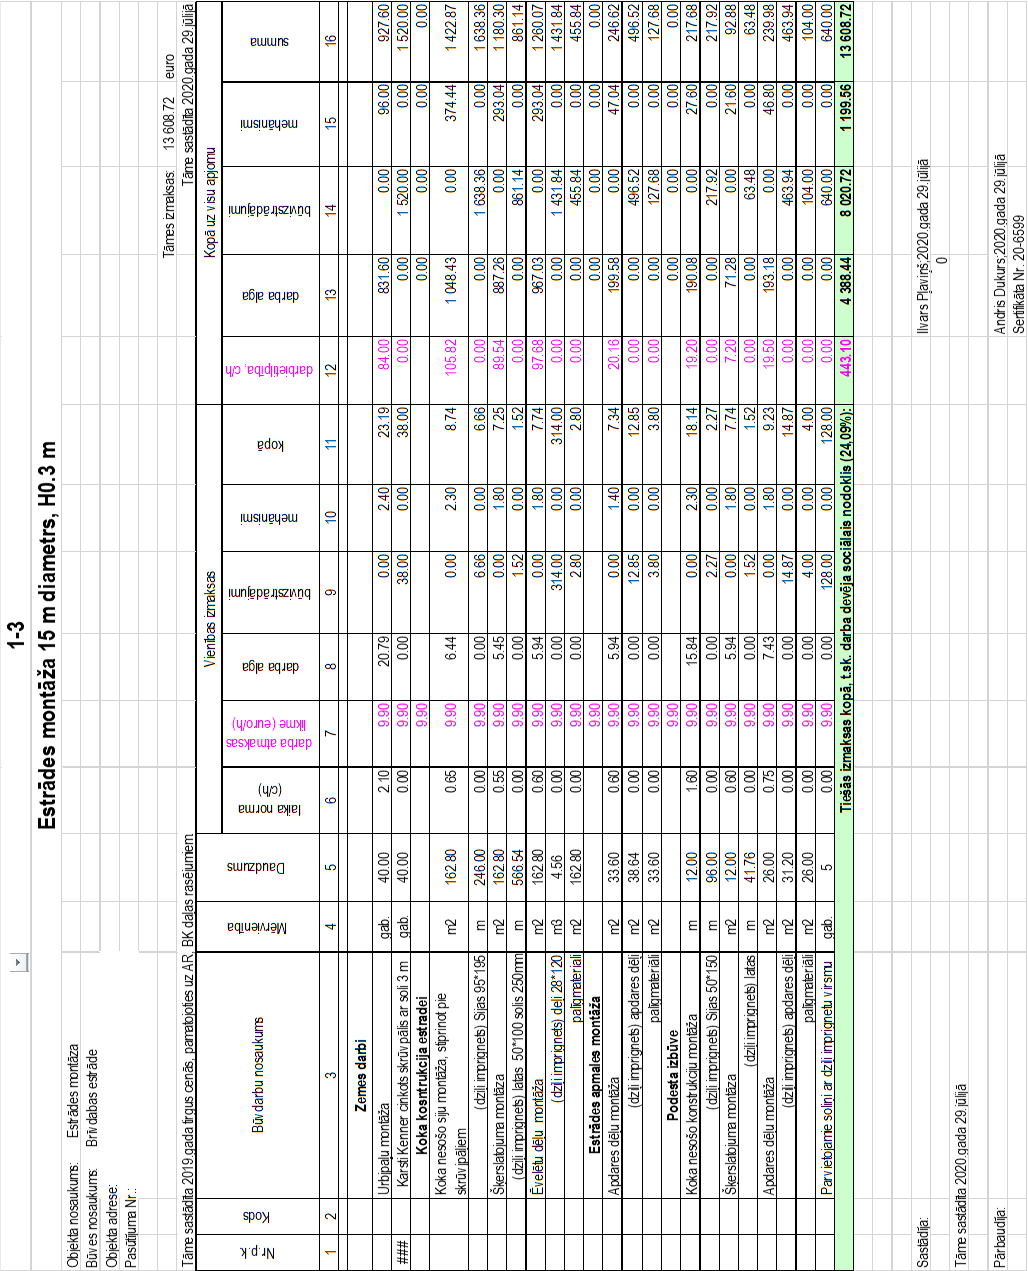 1-3
Estrādes montāža 15 m diametrs, H0.3 m
Objekta nosaukums: Estrādes montāza
Būves nosaukums: Brīvdabas estrāde
Objekta adrese:
Pasūtījuma Nr.:
Tāmes izmaksas: 13 608.72 euro
Tāme sastādīta 2019.gada tirgus cenās, pamatojoties uz AR, BK daļas rasējumiem Tāme sastādīta 2020.gada 29.jūlijā
Nr.p.k Kods Būvdarbu nosaukums Mērvienība Daudzums Vienības izmaksas Kopā uz visu apjomu
laika norma (c/h) darba atmaksas likme (euro/h) darba alga būvizstrādājumi mehānismi kopā darbietilpība, c/h darba alga būvizstrādājumi mehānismi summa
1 2 3 4 5 6 7 8 9 10 11 12 13 14 15 16
Zemes darbi
Urbjpaļu montāža gab. 40.00 2.10 9.90 20.79 0.00 2.40 23.19 84.00 831.60 0.00 96.00 927.60
### Karsti Kenner cinkots skrūvpālis ar soli 3 m gab. 40.00 0.00 9.90 0.00 38.00 0.00 38.00 0.00 0.00 1 520.00 0.00 1 520.00
Koka kosntrukcija estradei 9.90 0.00 0.00 0.00 0.00
Koka nesošo siju montāža, stiprinot pie
skrūvpāļiem m2 162.80 0.65 9.90 6.44 0.00 2.30 8.74 105.82 1 048.43 0.00 374.44 1 422.87
(dziļi imprignets) Sijas 95*195 m 246.00 0.00 9.90 0.00 6.66 0.00 6.66 0.00 0.00 1 638.36 0.00 1 638.36
Šķerslatojuma montāža m2 162.80 0.55 9.90 5.45 0.00 1.80 7.25 89.54 887.26 0.00 293.04 1 180.30
(dziļi imprignets) latas 50*100 solis 250mm m 566.54 0.00 9.90 0.00 1.52 0.00 1.52 0.00 0.00 861.14 0.00 861.14
Ēvelētu dēļu montāža m2 162.80 0.60 9.90 5.94 0.00 1.80 7.74 97.68 967.03 0.00 293.04 1 260.07
(dziļi imprignets) deļi 28*120 m3 4.56 0.00 9.90 0.00 314.00 0.00 314.00 0.00 0.00 1 431.84 0.00 1 431.84
palīgmateriāli m2 162.80 0.00 9.90 0.00 2.80 0.00 2.80 0.00 0.00 455.84 0.00 455.84
Estrādes apmales montāža 9.90 0.00 0.00 0.00 0.00
Apdares dēļu montāža m2 33.60 0.60 9.90 5.94 0.00 1.40 7.34 20.16 199.58 0.00 47.04 246.62
(dziļi imprignets) apdares dēļi m2 38.64 0.00 9.90 0.00 12.85 0.00 12.85 0.00 0.00 496.52 0.00 496.52
palīgmateriāli m2 33.60 0.00 9.90 0.00 3.80 0.00 3.80 0.00 0.00 127.68 0.00 127.68
Podesta izbūve 9.90 0.00 0.00 0.00 0.00
Koka nesošo konstrukciju montāža m 12.00 1.60 9.90 15.84 0.00 2.30 18.14 19.20 190.08 0.00 27.60 217.68
(dziļi imprignets) Sijas 50*150 m 96.00 0.00 9.90 0.00 2.27 0.00 2.27 0.00 0.00 217.92 0.00 217.92
Šķerslatojuma montāža m2 12.00 0.60 9.90 5.94 0.00 1.80 7.74 7.20 71.28 0.00 21.60 92.88
(dziļi imprignets) latas m 41.76 0.00 9.90 0.00 1.52 0.00 1.52 0.00 0.00 63.48 0.00 63.48
Apdares dēļu montāža m2 26.00 0.75 9.90 7.43 0.00 1.80 9.23 19.50 193.18 0.00 46.80 239.98
(dziļi imprignets) apdares dēļi m2 31.20 0.00 9.90 0.00 14.87 0.00 14.87 0.00 0.00 463.94 0.00 463.94
palīgmateriāli m2 26.00 0.00 9.90 0.00 4.00 0.00 4.00 0.00 0.00 104.00 0.00 104.00
Parvietojamie soliņi ar dziļi imprignetu virsmu gab. 5 0.00 9.90 0.00 128.00 0.00 128.00 0.00 0.00 640.00 0.00 640.00
Tiešās izmaksas kopā, t.sk. darba devēja sociālais nodoklis (24,09%): 443.10 4 388.44 8 020.72 1 199.56 13 608.72
Sastādīja: Ilvars Pļaviņš;2020.gada 29.jūlijā
0
Tāme sastādīta 2020.gada 29.jūlijā
Pārbaudīja: Andris Dukurs;2020.gada 29.jūlijā
Sertifikāta Nr. 20-6599